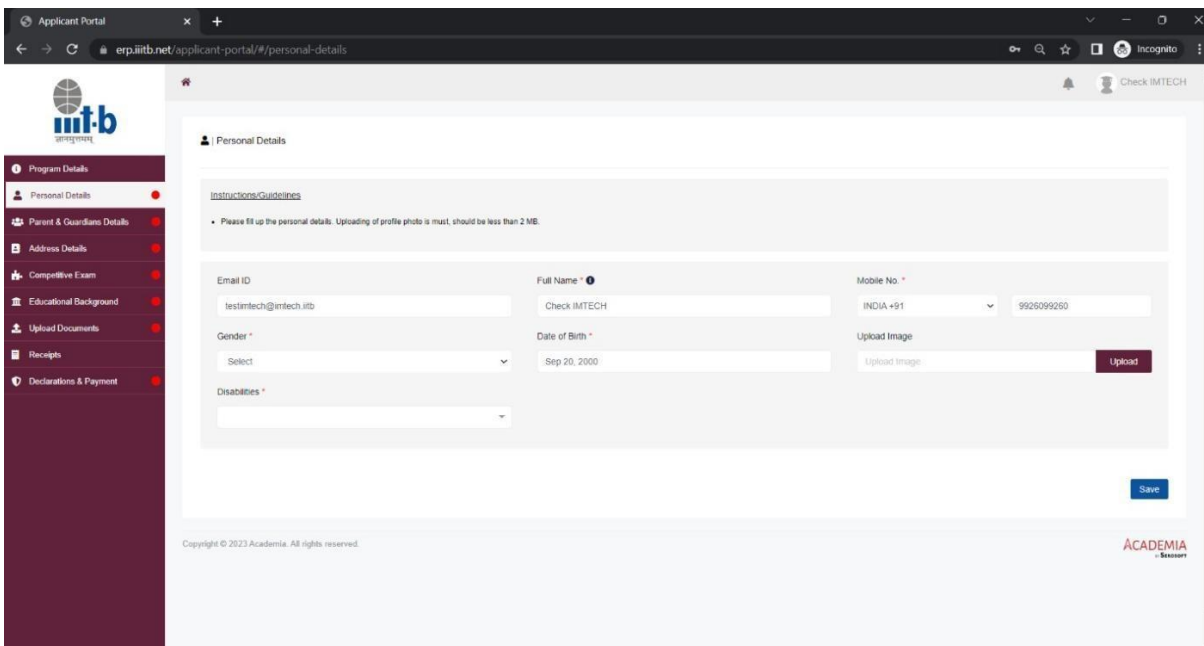 Applicant Portal
erp.iiitb.net/applicant-portal/#/personal-details
Incognito
iiit-b
ज्ञानमुत्तमम्
Check IMTECH
Program Details
Personal Details
Parent & Guardians Details
Address Details
Competitive Exam
Educational Background
Upload Documents
Receipts
Declarations & Payment
| Personal Details
Instructions/Guidelines
• Please fill up the personal details. Uploading of profile photo is must, should be less than 2 MB.
Email ID Full Name * Mobile No. *
testimtech@imtech.iitb Check IMTECH INDIA +91 9926099260
Gender * Date of Birth * Upload Image
Select Sep 20, 2000 Upload Image Upload
Disabilities *
Save
Copyright © 2023 Academia. All rights reserved.
ACADEMIA
by SEROSOFT